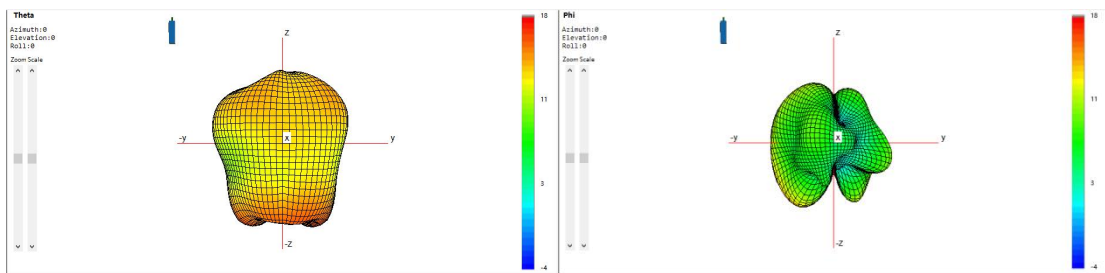 Theta
Azimuth:0
Elevation:0
Roll:0
Zoom Scale
Z
-y
x
y
-Z
18
11
3
-4
Phi
Azimuth:0
Elevation:0
Roll:0
Zoom Scale
Z
-y
x
y
-Z
18
11
3
-4